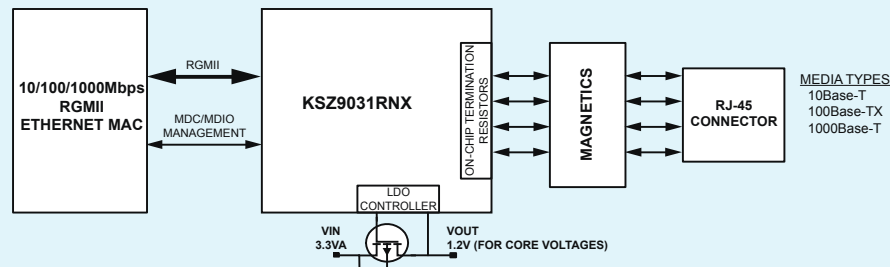 10/100/1000Mbps
RGMII
ETHERNET MAC
RGMII
MDC/MDIO
MANAGEMENT
KSZ9031RNX
ON-CHIP TERMINATION
RESISTORS
LDO
CONTROLLER
VIN
3.3VA
VOUT
1.2V (FOR CORE VOLTAGES)
MAGNETICS
RJ-45
CONNECTOR
MEDIA TYPES
10Base-T
100Base-TX
1000Base-T